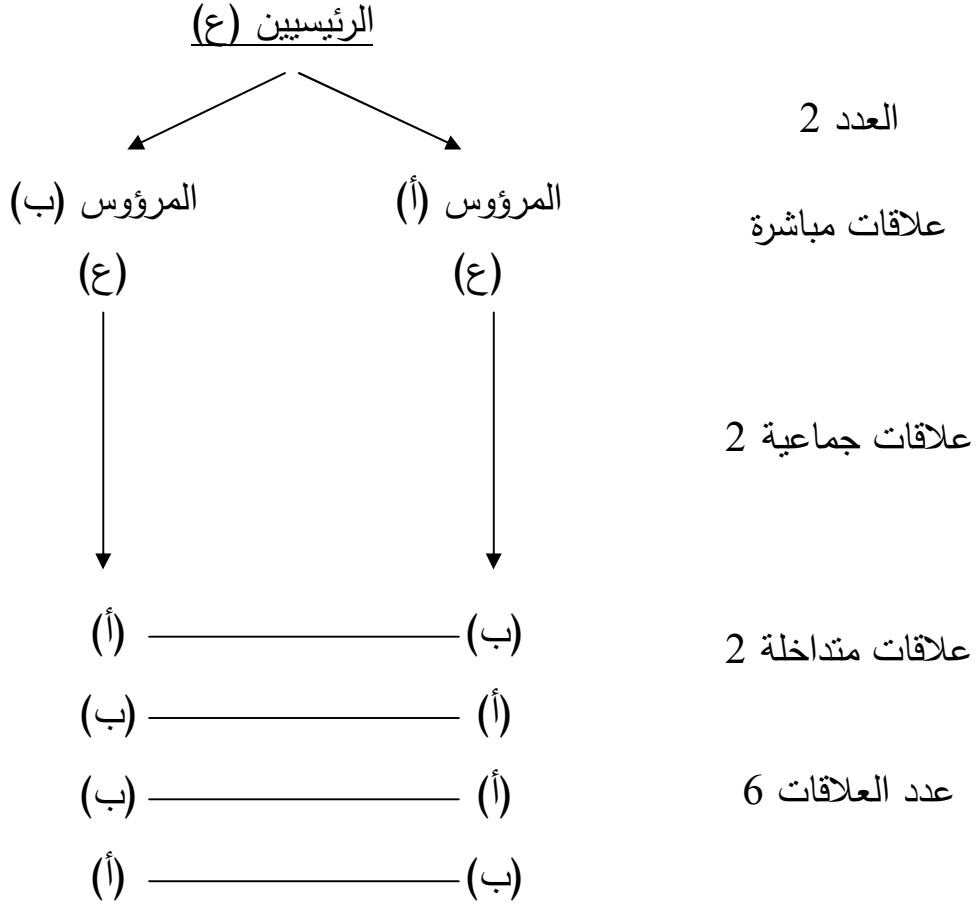 الرئيسيين (ع)
العدد 2
المرؤوس (أ) المرؤوس (ب)
علاقات مباشرة
(ع) (ع)
علاقات جماعية 2
(ب) (أ)
علاقات متداخلة 2
(أ) (ب)
(أ) (ب)
عدد العلاقات 6
(ب) (أ)